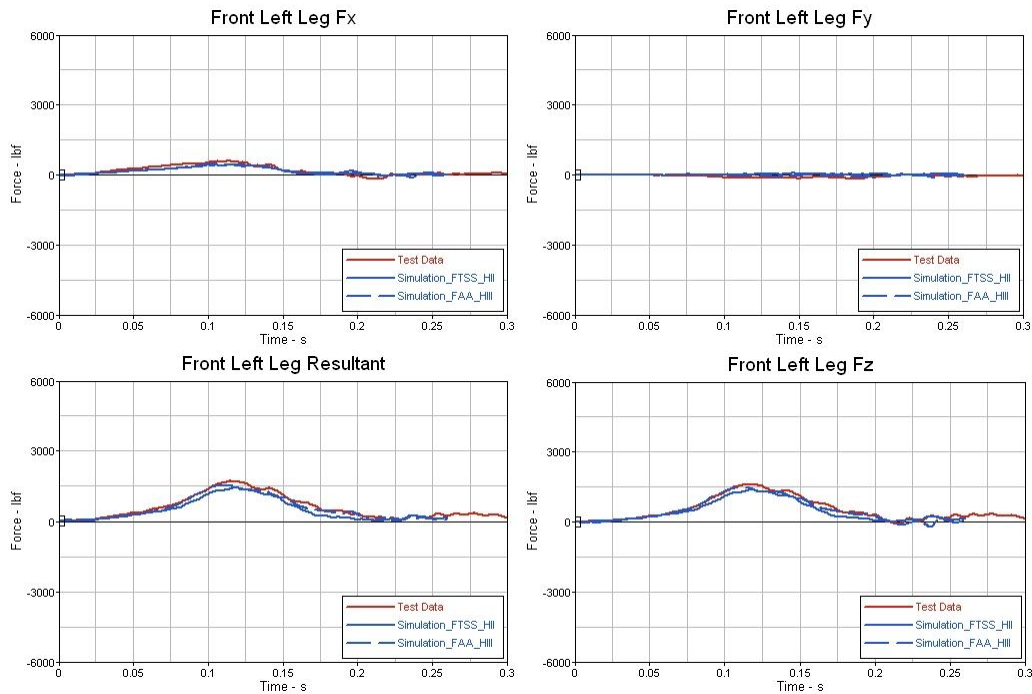 Front Left Leg Fx
6000
3000
0
-3000
-6000
Force - lbf
0 0.05 0.1 0.15 0.2 0.25 0.3
Time - s
Test Data
Simulation_FTSS_HII
Simulation_FAA_HIII
Front Left Leg Fy
6000
3000
0
-3000
-6000
Force - lbf
0 0.05 0.1 0.15 0.2 0.25 0.3
Time - s
Test Data
Simulation_FTSS_HII
Simulation_FAA_HIII
Front Left Leg Resultant
6000
3000
0
-3000
-6000
Force - lbf
0 0.05 0.1 0.15 0.2 0.25 0.3
Time - s
Test Data
Simulation_FTSS_HII
Simulation_FAA_HIII
Front Left Leg Fz
6000
3000
0
-3000
-6000
Force - lbf
0 0.05 0.1 0.15 0.2 0.25 0.3
Time - s
Test Data
Simulation_FTSS_HII
Simulation_FAA_HIII